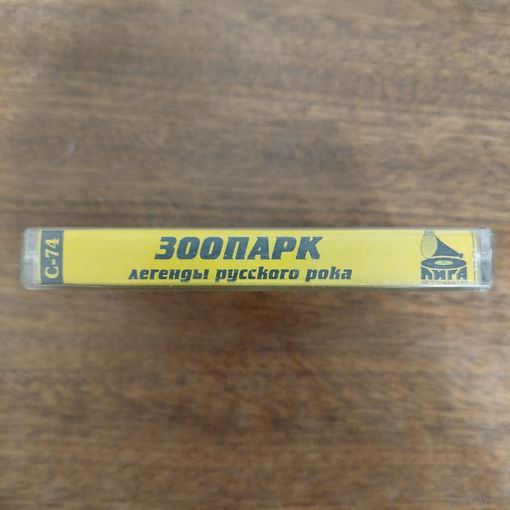 С-74
ЗООПАРК
легенды русского рока
ЛИГА